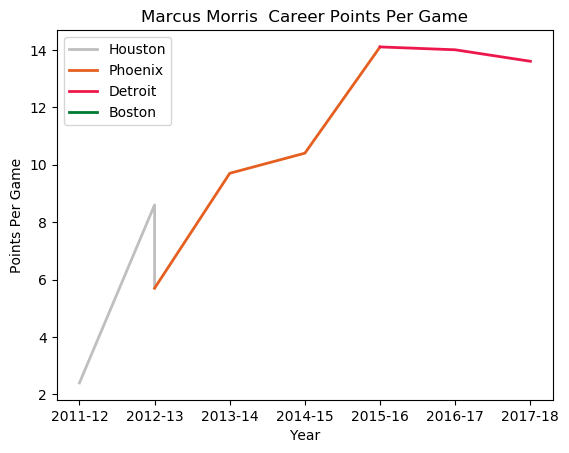 Marcus Morris  Career Points Per Game
Houston
Phoenix
Detroit
Boston
Points Per Game
14
12
10
8
6
4
2
2011-12 2012-13 2013-14 2014-15 2015-16 2016-17 2017-18
Year